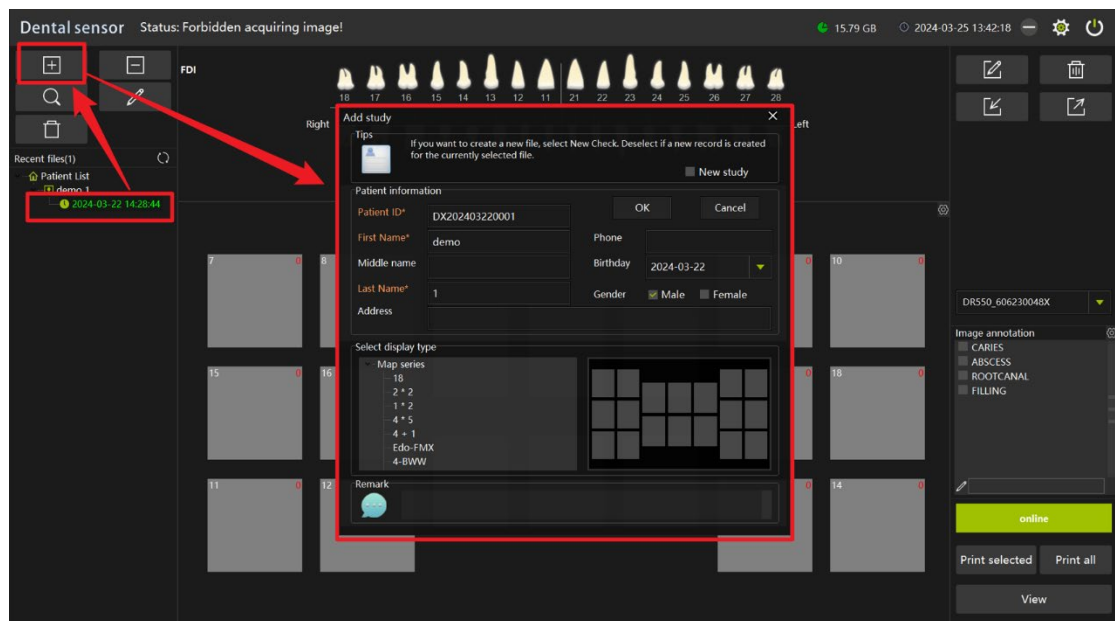 Dental sensor Status: Forbidden acquiring image! 15.79 GB 2024-03-25 13:42:18
FDI
18 17 16 15 14 13 12 11 21 22 23 24 25 26 27 28
Right
Recent files(1)
Patient List
demo 1
2024-03-22 14:28:44
Add study
Tips
If you want to create a new file, select New Check. Deselect if a new record is created
for the currently selected file.
New study
Patient information
Patient ID* DX202403220001 OK Cancel
First Name* demo Phone
Middle name Birthday 2024-03-22
Last Name* 1 Gender Male Female
Address
Select display type
Map series
18
2 * 2
1 * 2
4 * 5
4 + 1
Edo-FMX
4-BWW
Remark
7 0 8 0 10 0
15 0 16 0 18 0
11 0 12 0 14 0
DR550_606230048X
Image annotation
CARIES
ABSCESS
ROOTCANAL
FILLING
online
Print selected Print all
View